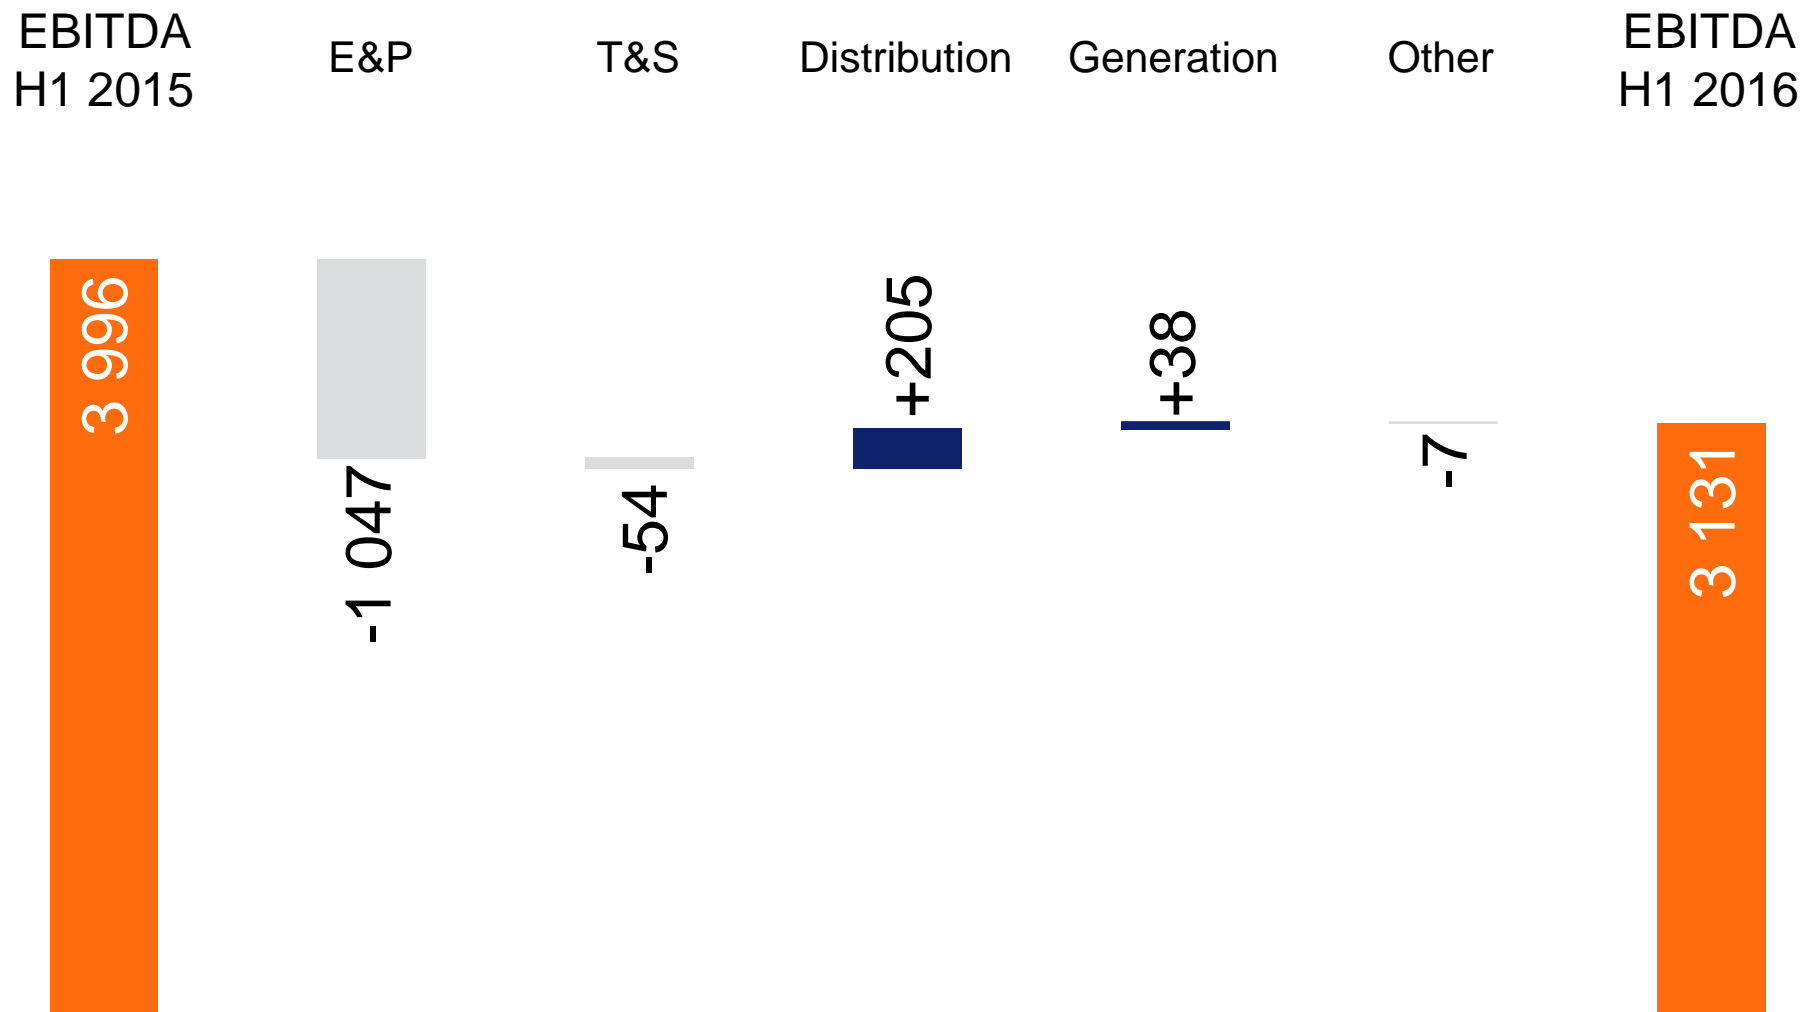 EBITDA
H1 2015
E&P
T&S
Distribution
Generation
Other
EBITDA
H1 2016
3 996
-1 047
-54
+205
+38
-7
3 131